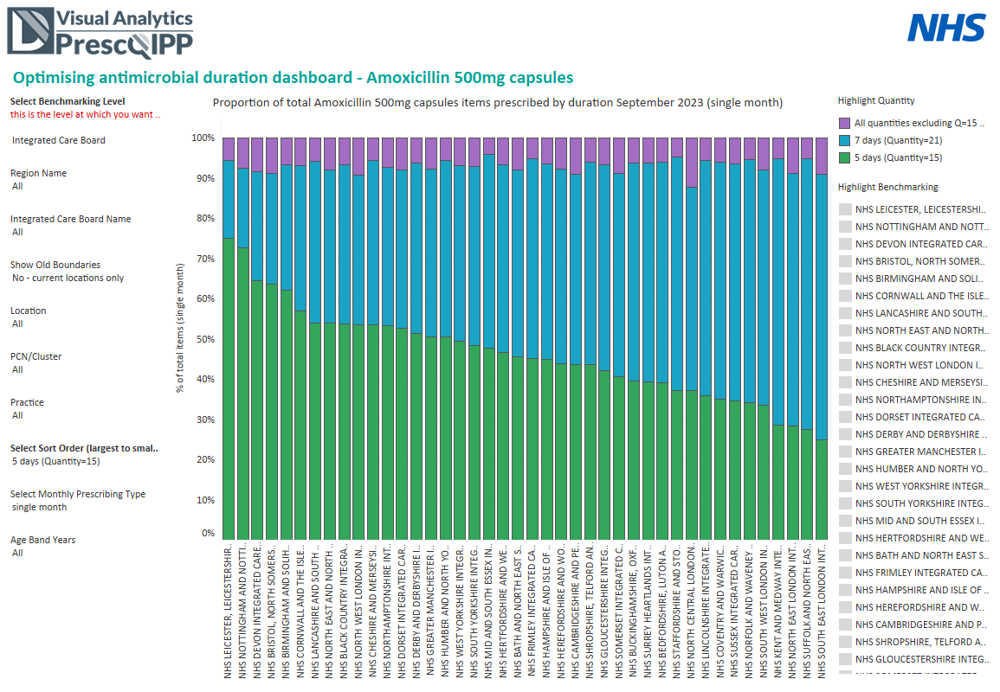 Visual Analytics
PrescQIPP
NHS
Optimising antimicrobial duration dashboard - Amoxicillin 500mg capsules
Select Benchmarking Level
this is the level at which you want ..
Integrated Care Board
Region Name
All
Integrated Care Board Name
All
Show Old Boundaries
No - current locations only
Location
All
PCN/Cluster
All
Practice
All
Select Sort Order (largest to smal..
5 days (Quantity=15)
Select Monthly Prescribing Type
single month
Age Band Years
All
Proportion of total Amoxicillin 500mg capsules items prescribed by duration September 2023 (single month)
% of total items (single month)
100%
90%
80%
70%
60%
50%
40%
30%
20%
10%
0%
NHS LEICESTER, LEICESTERSHIR..
NHS NOTTINGHAM AND NOTTI..
NHS DEVON INTEGRATED CARE..
NHS BRISTOL, NORTH SOMERS..
NHS BIRMINGHAM AND SOLIH..
NHS CORNWALL AND THE ISLE..
NHS LANCASHIRE AND SOUTH ..
NHS NORTH EAST AND NORTH ..
NHS BLACK COUNTRY INTEGRA..
NHS NORTH WEST LONDON IN..
NHS CHESHIRE AND MERSEYSI..
NHS NORTHAMPTONSHIRE INT..
NHS DORSET INTEGRATED CAR..
NHS DERBY AND DERBYSHIRE I..
NHS GREATER MANCHESTER I..
NHS HUMBER AND NORTH YO..
NHS WEST YORKSHIRE INTEGR..
NHS SOUTH YORKSHIRE INTEG..
NHS MID AND SOUTH ESSEX IN..
NHS HERTFORDSHIRE AND WE..
NHS BATH AND NORTH EAST S..
NHS FRIMLEY INTEGRATED CA..
NHS HAMPSHIRE AND ISLE OF ..
NHS HEREFORDSHIRE AND WO..
NHS CAMBRIDGESHIRE AND PE..
NHS SHROPSHIRE, TELFORD AN..
NHS GLOUCESTERSHIRE INTEG..
NHS SOMERSET INTEGRATED C..
NHS BUCKINGHAMSHIRE, OXF..
NHS SURREY HEARTLANDS INT..
NHS BEDFORDSHIRE, LUTON A..
NHS STAFFORDSHIRE AND STO..
NHS NORTH CENTRAL LONDON..
NHS LINCOLNSHIRE INTEGRATE..
NHS COVENTRY AND WARWIC..
NHS SUSSEX INTEGRATED CAR..
NHS NORFOLK AND WAVENEY ..
NHS SOUTH WEST LONDON IN..
NHS KENT AND MEDWAY INTE..
NHS NORTH EAST LONDON INT..
NHS SUFFOLK AND NORTH EAS..
NHS SOUTH EAST LONDON INT..
Highlight Quantity
All quantities excluding Q=15 ..
7 days (Quantity=21)
5 days (Quantity=15)
Highlight Benchmarking
NHS LEICESTER, LEICESTERSHI..
NHS NOTTINGHAM AND NOTT..
NHS DEVON INTEGRATED CAR..
NHS BRISTOL, NORTH SOMER..
NHS BIRMINGHAM AND SOLI..
NHS CORNWALL AND THE ISLE..
NHS LANCASHIRE AND SOUTH..
NHS NORTH EAST AND NORTH..
NHS BLACK COUNTRY INTEGR..
NHS NORTH WEST LONDON I..
NHS CHESHIRE AND MERSEYSI..
NHS NORTHAMPTONSHIRE IN..
NHS DORSET INTEGRATED CA..
NHS DERBY AND DERBYSHIRE ..
NHS GREATER MANCHESTER I..
NHS HUMBER AND NORTH YO..
NHS WEST YORKSHIRE INTEGR..
NHS SOUTH YORKSHIRE INTEG..
NHS MID AND SOUTH ESSEX I..
NHS HERTFORDSHIRE AND WE..
NHS BATH AND NORTH EAST S..
NHS FRIMLEY INTEGRATED CA..
NHS HAMPSHIRE AND ISLE OF ..
NHS HEREFORDSHIRE AND W..
NHS CAMBRIDGESHIRE AND P..
NHS SHROPSHIRE, TELFORD A..
NHS GLOUCESTERSHIRE INTEG..